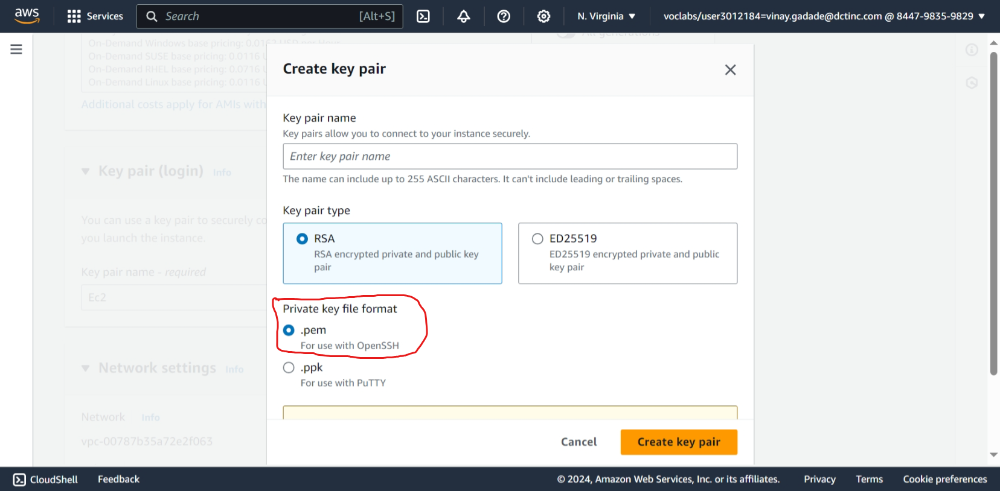 aws
Services
Search [Alt+S]
N. Virginia
voclabs/user3012184=vinay.gadade@dctinc.com @ 8447-9835-9829
On-Demand Windows base pricing: 0.0162 USD per Hour
All generations
On-Demand SUSE base pricing: 0.0116 U
On-Demand RHEL base pricing: 0.0716 U
On-Demand Linux base pricing: 0.0116 U
Additional costs apply for AMIs with
Key pair (login) Info
You can use a key pair to securely co
you launch the instance.
Key pair name - required
Ec2
Network settings Info
Network Info
vpc-00787b35a72e2f063
Create key pair
Key pair name
Key pairs allow you to connect to your instance securely.
Enter key pair name
The name can include up to 255 ASCII characters. It can't include leading or trailing spaces.
Key pair type
RSA
RSA encrypted private and public key
pair
ED25519
ED25519 encrypted private and public
key pair
Private key file format
.pem
For use with OpenSSH
.ppk
For use with PuTTY
Cancel
Create key pair
CloudShell
Feedback
© 2024, Amazon Web Services, Inc. or its affiliates.
Privacy
Terms
Cookie preferences